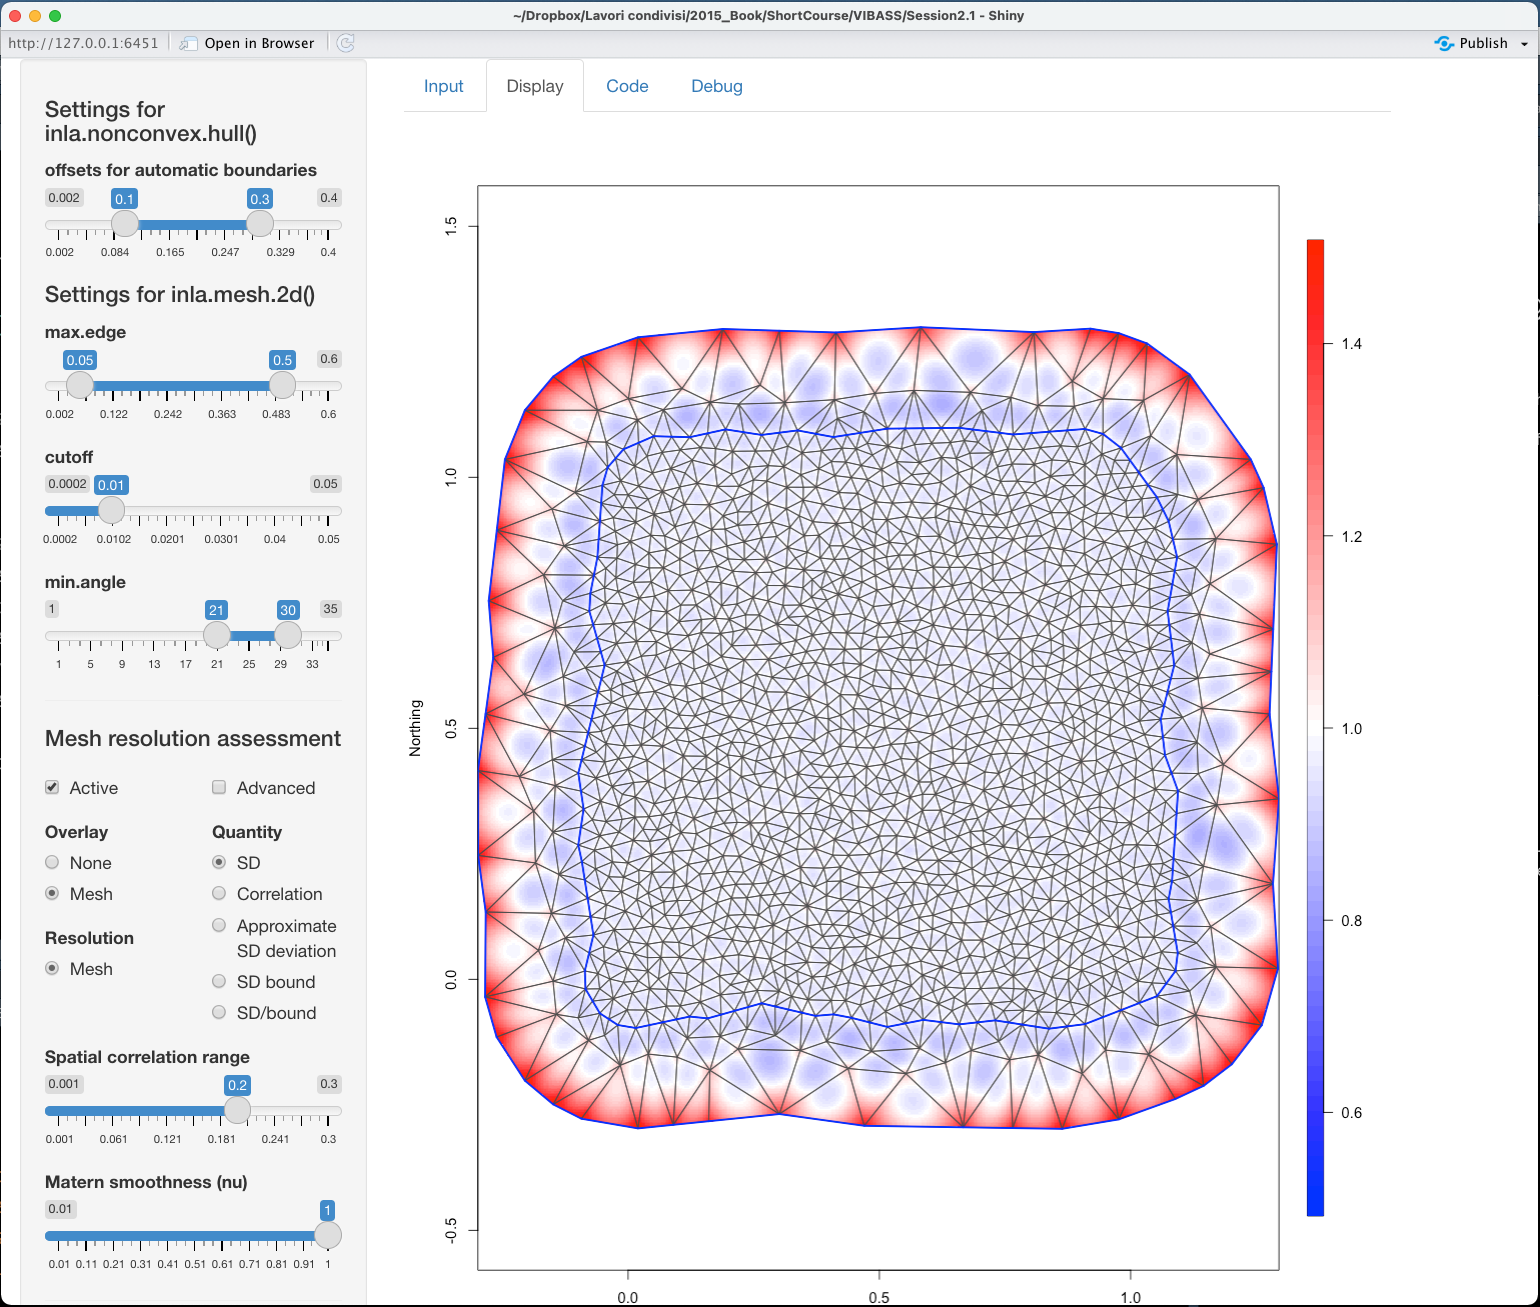 ~/Dropbox/Lavori condivisi/2015_Book/ShortCourse/VIBASS/Session2.1 - Shiny
http://127.0.0.1:6451 Open in Browser Publish
Input Display Code Debug
Settings for
inla.nonconvex.hull()
offsets for automatic boundaries
0.002 0.1 0.3 0.4
0.002 0.084 0.165 0.247 0.329 0.4
Settings for inla.mesh.2d()
max.edge
0.05 0.5 0.6
0.002 0.122 0.242 0.363 0.483 0.6
cutoff
0.0002 0.01 0.05
0.0002 0.0102 0.0201 0.0301 0.04 0.05
min.angle
1 21 30 35
1 5 9 13 17 21 25 29 33
Mesh resolution assessment
Active Advanced
Overlay Quantity
None SD
Mesh Correlation
Approximate
SD deviation
Resolution
Mesh
SD bound
SD/bound
Spatial correlation range
0.001 0.2 0.3
0.001 0.061 0.121 0.181 0.241 0.3
Matern smoothness (nu)
0.01 1
0.01 0.11 0.21 0.31 0.41 0.51 0.61 0.71 0.81 0.91 1
Northing
1.5
1.0
0.5
0.0
-0.5
0.0 0.5 1.0
1.4
1.2
1.0
0.8
0.6